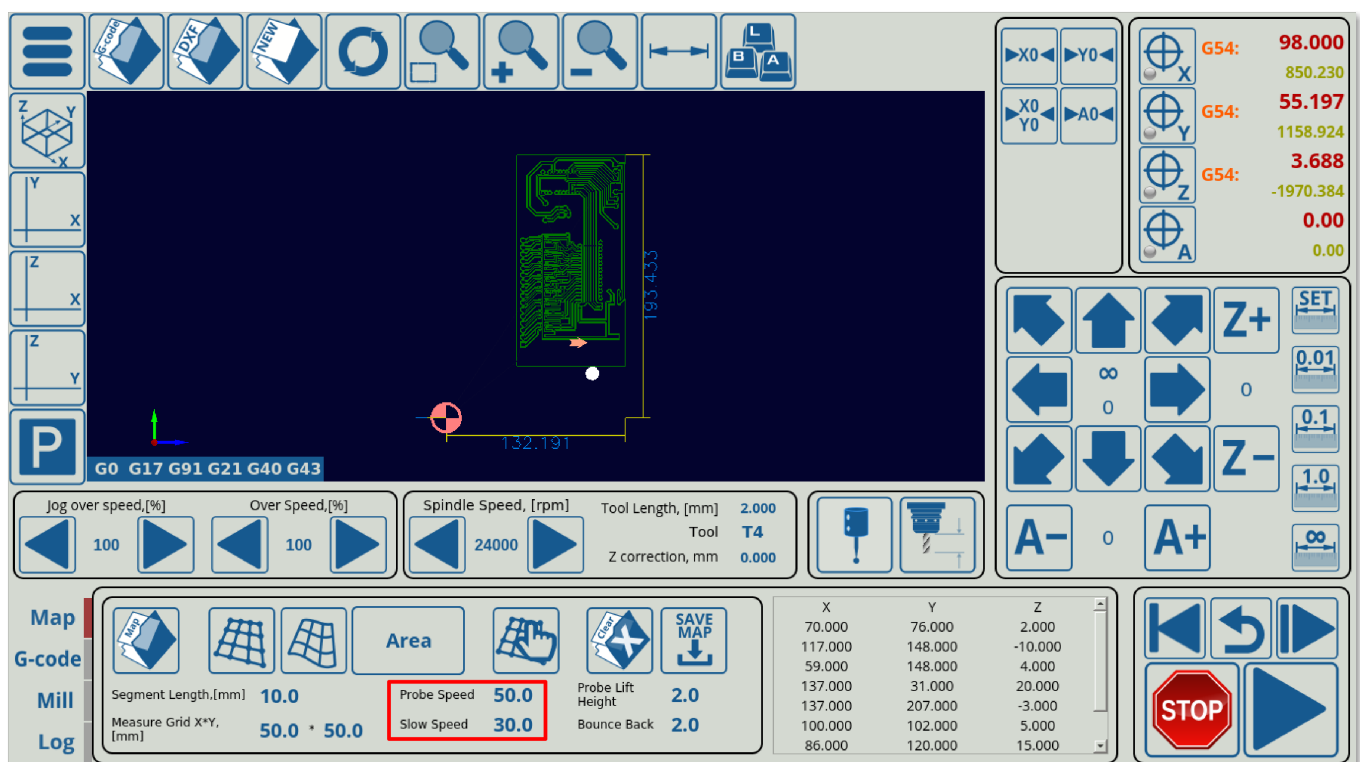 G-code
DXF
NEW
L
B A
X0
Y0
X0
Y0
A0
X
G54:
98.000
850.230
Y
G54:
55.197
1158.924
Z
G54:
3.688
-1970.384
A
0.00
0.00
Z
Y
X
Y
X
Z
X
Z
Y
P
193.433
132.191
G0 G17 G91 G21 G40 G43
Z+
∞
0
0
Z−
A−
0
A+
SET
0.01
0.1
1.0
∞
Jog over speed,[%]
100
Over Speed,[%]
100
Spindle Speed, [rpm]
24000
Tool Length, [mm] 2.000
Tool T4
Z correction, mm 0.000
Map
G-code
Mill
Log
Map
Area
Clear
X
SAVE
MAP
Segment Length,[mm] 10.0
Measure Grid X*Y,
[mm]
50.0 * 50.0
Probe Speed 50.0
Slow Speed 30.0
Probe Lift
Height
2.0
Bounce Back 2.0
X Y Z
70.000 76.000 2.000
117.000 148.000 -10.000
59.000 148.000 4.000
137.000 31.000 20.000
137.000 207.000 -3.000
100.000 102.000 5.000
86.000 120.000 15.000
STOP